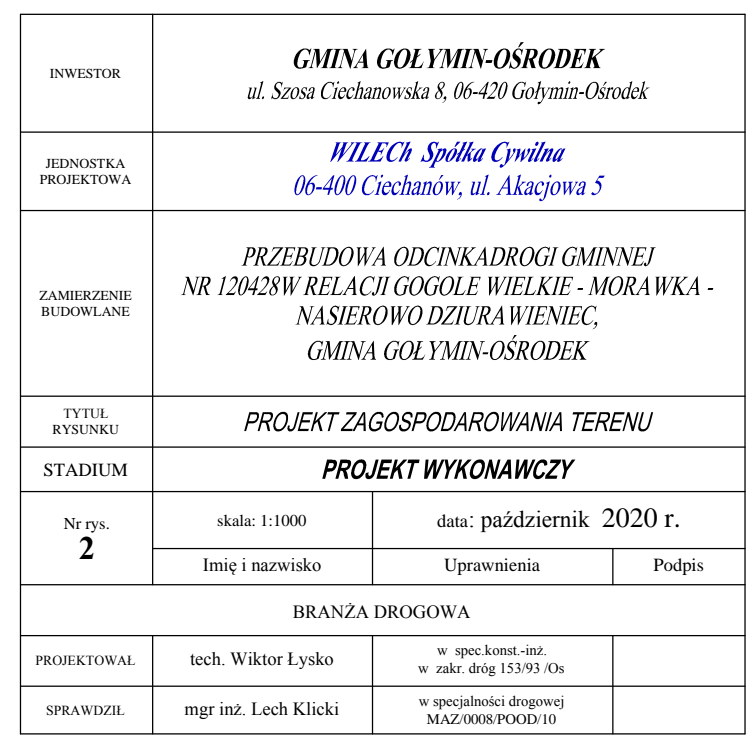 INWESTOR
GMINA GOŁYMIN-OŚRODEK
ul. Szosa Ciechanowska 8, 06-420 Gołymin-Ośrodek
JEDNOSTKA
PROJEKTOWA
WILECh Spółka Cywilna
06-400 Ciechanów, ul. Akacjowa 5
ZAMIERZENIE
BUDOWLANE
PRZEBUDOWA ODCINKADROGI GMINNEJ
NR 120428W RELACJI GOGOLE WIELKIE - MORAWKA -
NASIEROWO DZIURAWIENIEC,
GMINA GOŁYMIN-OŚRODEK
TYTUŁ
RYSUNKU
PROJEKT ZAGOSPODAROWANIA TERENU
STADIUM
PROJEKT WYKONAWCZY
Nr rys.
2
skala: 1:1000
data: październik 2020 r.
Imię i nazwisko
Uprawnienia
Podpis
BRANŻA DROGOWA
PROJEKTOWAŁ
tech. Wiktor Łysko
w spec.konst.-inż.
w zakr. dróg 153/93 /Os
SPRAWDZIŁ
mgr inż. Lech Klicki
w specjalności drogowej
MAZ/0008/POOD/10